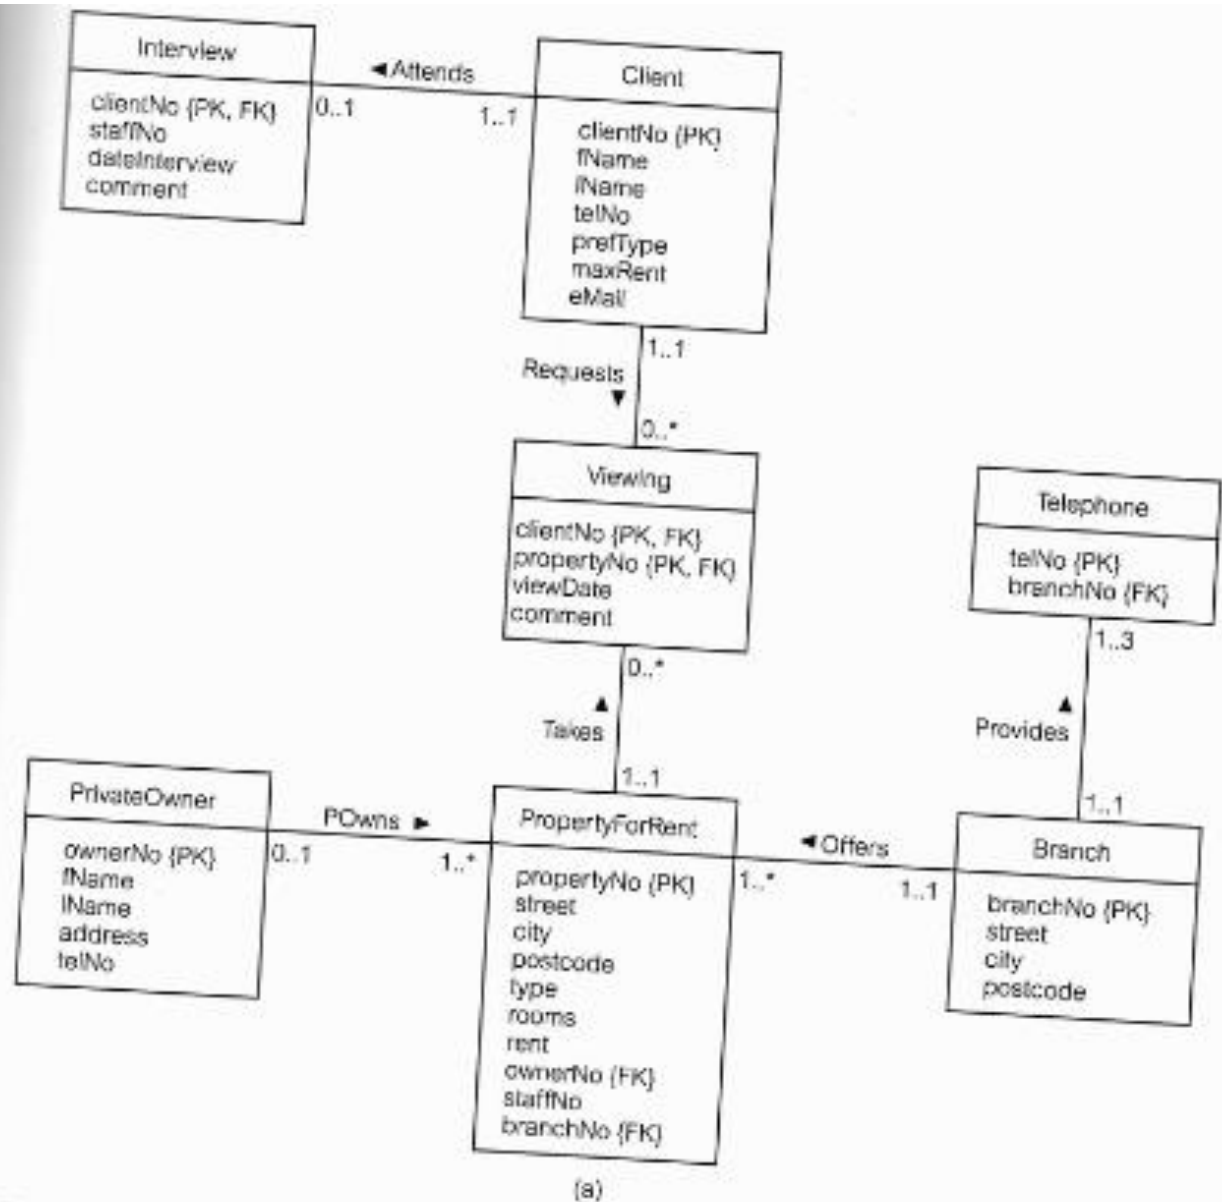 Interview
clientNo {PK, FK}
staffNo
dateInterview
comment
◄Attends
0..1
1..1
Client
clientNo {PK}
fName
lName
telNo
prefType
maxRent
eMail
1..1
Requests
▼
0..*
Viewing
clientNo {PK, FK}
propertyNo {PK, FK}
viewDate
comment
0..*
▲
Takes
1..1
Telephone
telNo {PK}
branchNo {FK}
1..3
▲
Provides
1..1
PrivateOwner
ownerNo {PK}
fName
lName
address
telNo
POwns ►
0..1
1..*
PropertyForRent
propertyNo {PK}
street
city
postcode
type
rooms
rent
ownerNo {FK}
staffNo
branchNo {FK}
◄Offers
1..*
1..1
Branch
branchNo {PK}
street
city
postcode
(a)